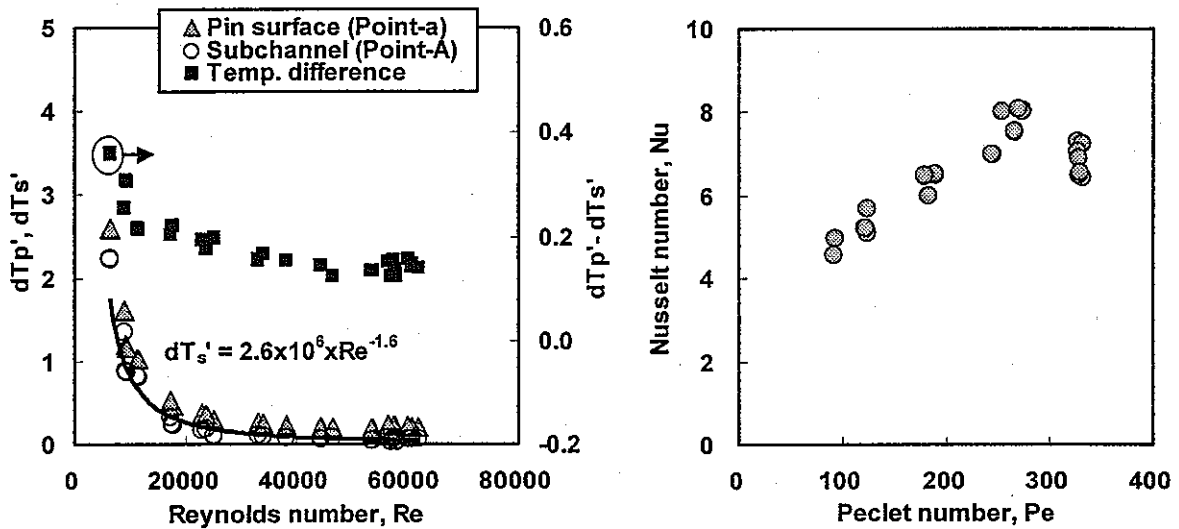 Pin surface (Point-a)
Subchannel (Point-A)
Temp. difference
5
4
3
2
1
0
dTp', dTs'
0.6
0.4
0.2
0.0
-0.2
dTp'- dTs'
dTs' = 2.6x10^6xRe^-1.6
0 20000 40000 60000 80000
Reynolds number, Re
10
8
6
4
2
0
Nusselt number, Nu
0 100 200 300 400
Peclet number, Pe